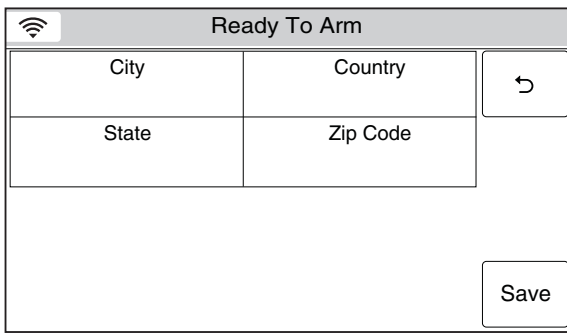 Ready To Arm
City
Country
State
Zip Code
Save